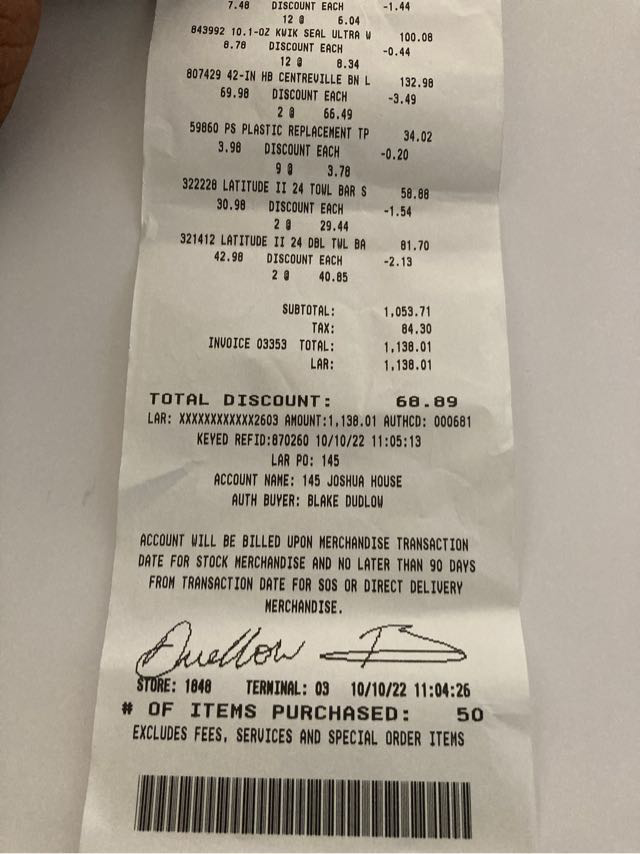 7.48 DISCOUNT EACH -1.44
12 @ 6.04
843992 10.1-OZ KWIK SEAL ULTRA W 100.08
8.78 DISCOUNT EACH -0.44
12 @ 8.34
807429 42-IN HB CENTREVILLE BN L 132.98
69.98 DISCOUNT EACH -3.49
2 @ 66.49
59860 PS PLASTIC REPLACEMENT TP 34.02
3.98 DISCOUNT EACH -0.20
9 @ 3.78
322228 LATITUDE II 24 TOWL BAR S 58.88
30.98 DISCOUNT EACH -1.54
2 @ 29.44
321412 LATITUDE II 24 DBL TWL BA 81.70
42.98 DISCOUNT EACH -2.13
2 @ 40.85
SUBTOTAL: 1,053.71
TAX: 84.30
INVOICE 03353 TOTAL: 1,138.01
LAR: 1,138.01
TOTAL DISCOUNT: 68.89
LAR: XXXXXXXXXXXX2603 AMOUNT:1,138.01 AUTHCD: 000681
KEYED REFID:870260 10/10/22 11:05:13
LAR PO: 145
ACCOUNT NAME: 145 JOSHUA HOUSE
AUTH BUYER: BLAKE DUDLOW
ACCOUNT WILL BE BILLED UPON MERCHANDISE TRANSACTION
DATE FOR STOCK MERCHANDISE AND NO LATER THAN 90 DAYS
FROM TRANSACTION DATE FOR SOS OR DIRECT DELIVERY
MERCHANDISE.
STORE: 1848 TERMINAL: 03 10/10/22 11:04:26
# OF ITEMS PURCHASED: 50
EXCLUDES FEES, SERVICES AND SPECIAL ORDER ITEMS